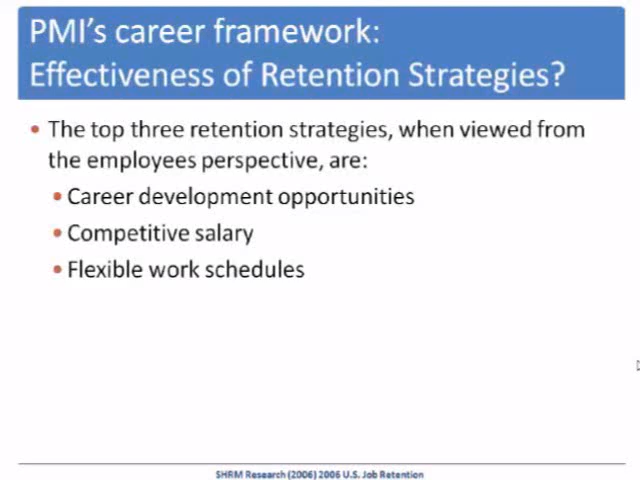 PMI's career framework:
Effectiveness of Retention Strategies?
• The top three retention strategies, when viewed from
the employees perspective, are:
• Career development opportunities
• Competitive salary
• Flexible work schedules
SHRM Research (2006) 2006 U.S. Job Retention